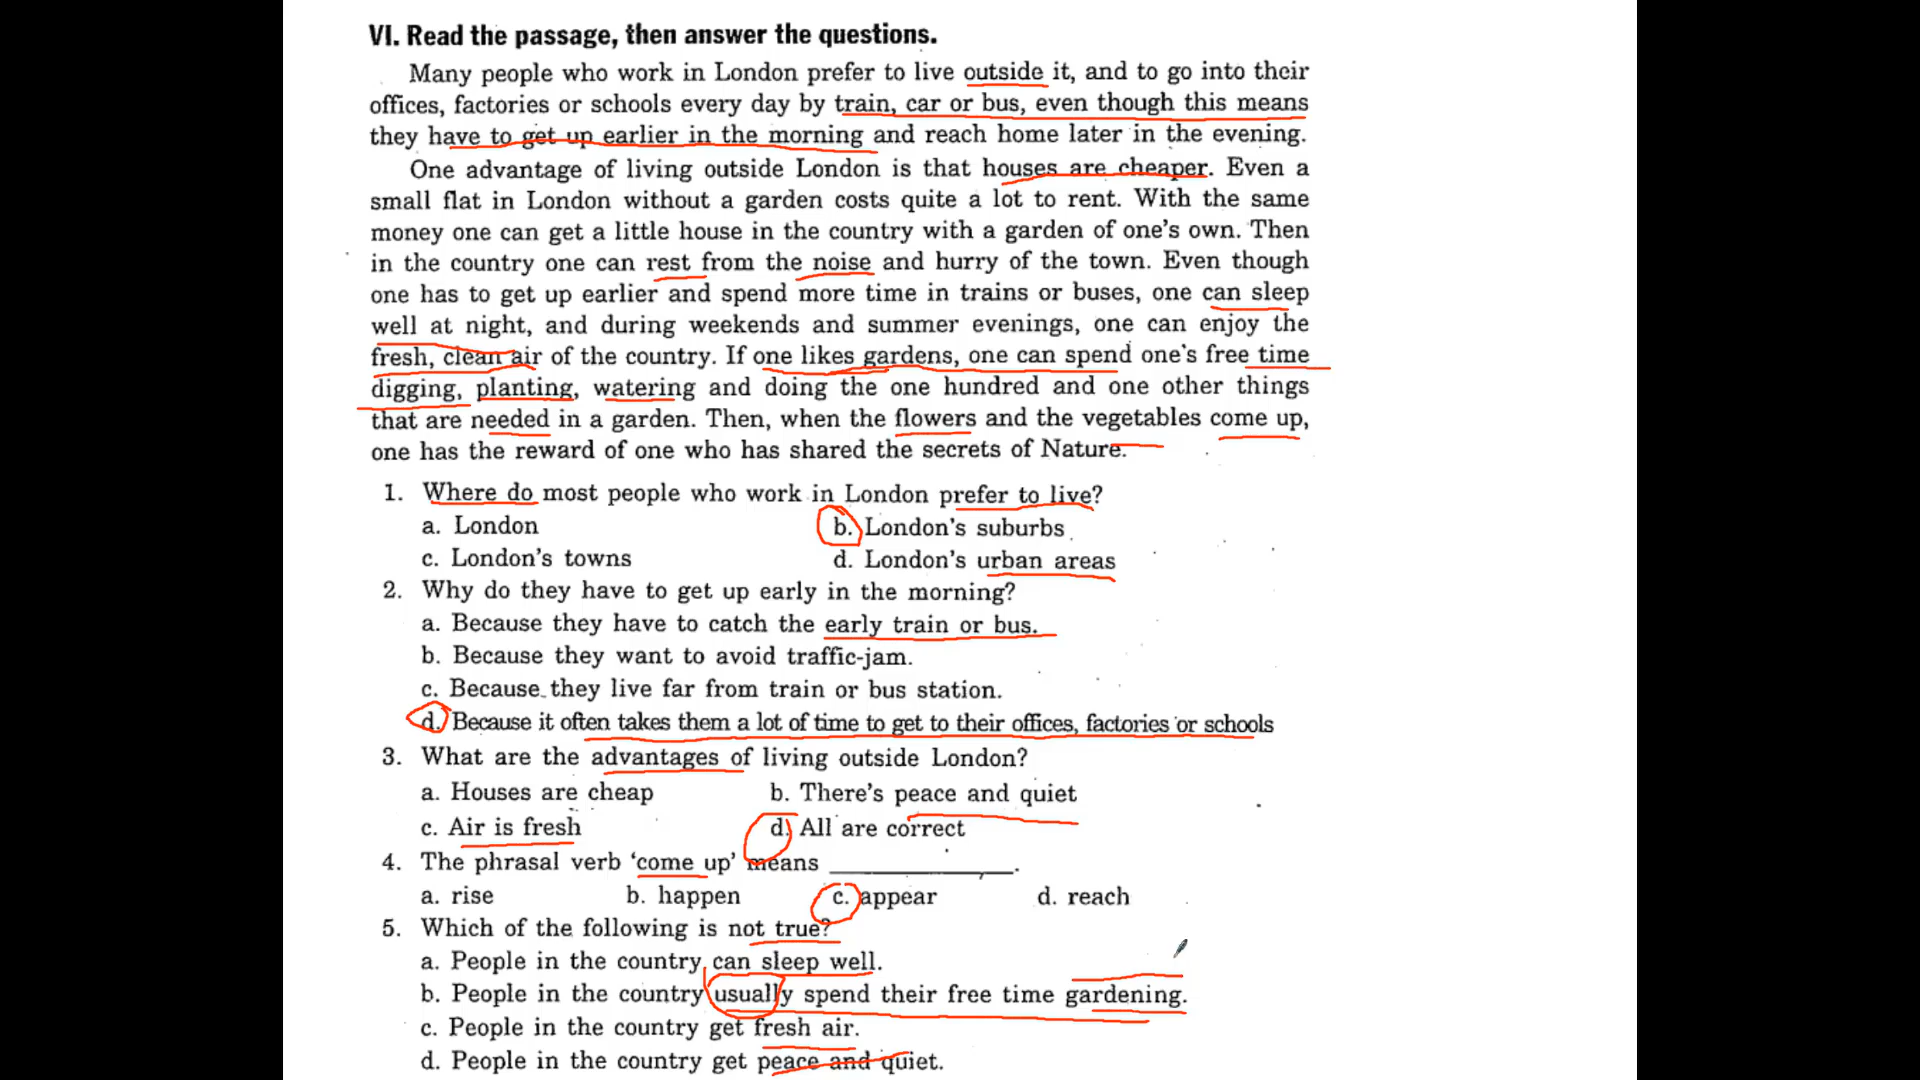 VI. Read the passage, then answer the questions.
Many people who work in London prefer to live outside it, and to go into their
offices, factories or schools every day by train, car or bus, even though this means
they have to get up earlier in the morning and reach home later in the evening.
One advantage of living outside London is that houses are cheaper. Even a
small flat in London without a garden costs quite a lot to rent. With the same
money one can get a little house in the country with a garden of one's own. Then
in the country one can rest from the noise and hurry of the town. Even though
one has to get up earlier and spend more time in trains or buses, one can sleep
well at night, and during weekends and summer evenings, one can enjoy the
fresh, clean air of the country. If one likes gardens, one can spend one's free time
digging, planting, watering and doing the one hundred and one other things
that are needed in a garden. Then, when the flowers and the vegetables come up,
one has the reward of one who has shared the secrets of Nature.
1. Where do most people who work in London prefer to live?
a. London b. London's suburbs
c. London's towns d. London's urban areas
2. Why do they have to get up early in the morning?
a. Because they have to catch the early train or bus.
b. Because they want to avoid traffic-jam.
c. Because they live far from train or bus station.
d. Because it often takes them a lot of time to get to their offices, factories or schools
3. What are the advantages of living outside London?
a. Houses are cheap b. There's peace and quiet
c. Air is fresh d. All are correct
4. The phrasal verb 'come up' means ______________.
a. rise b. happen c. appear d. reach
5. Which of the following is not true?
a. People in the country can sleep well.
b. People in the country usually spend their free time gardening.
c. People in the country get fresh air.
d. People in the country get peace and quiet.